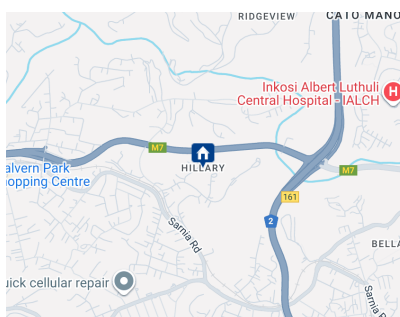 RIDGEVIEW
CATO MANO
Inkosi Albert Luthuli
Central Hospital - IALCH
H
M7
HILLARY
M7
alvern Park
hopping Centre
161
2
Sarnia Rd
BELLA
uick cellular repair
Sarnia R